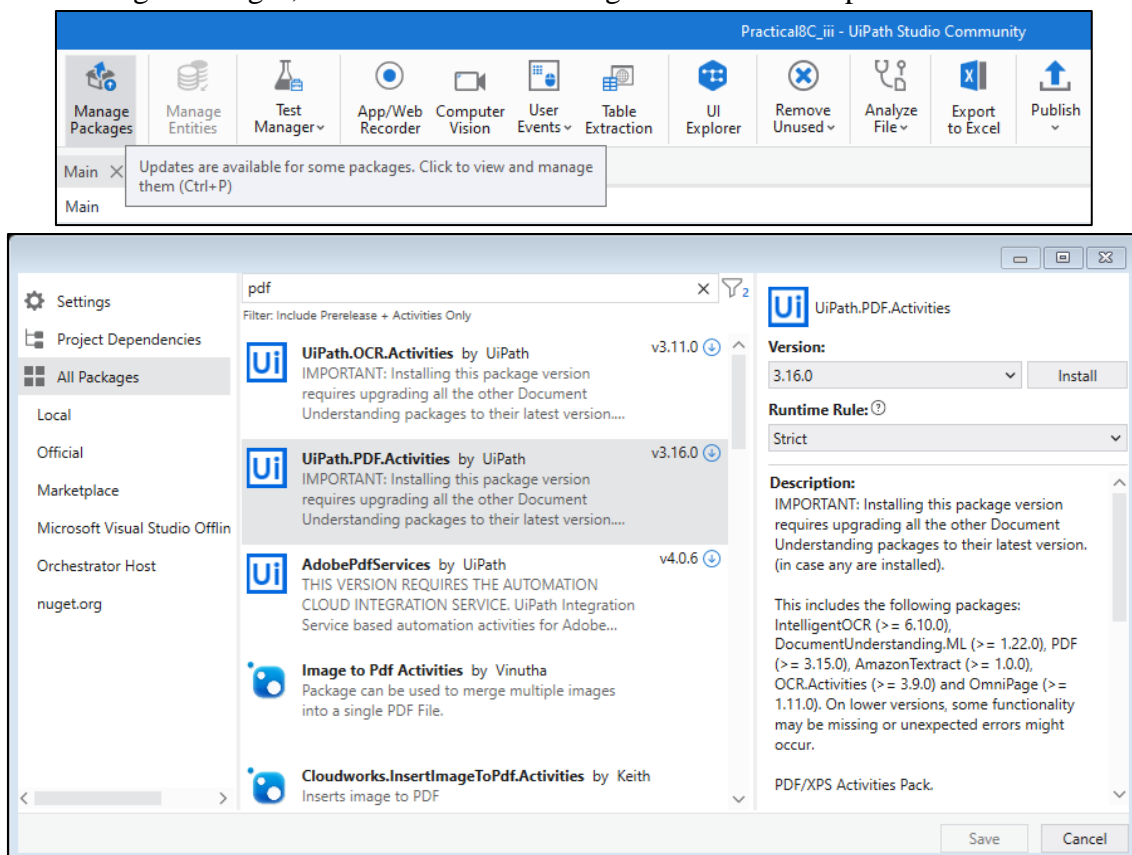 Practical8C_iii - UiPath Studio Community
Manage Packages
Manage Entities
Test Manager
App/Web Recorder
Computer Vision
User Events
Table Extraction
UI Explorer
Remove Unused
Analyze File
Export to Excel
Publish
Main
Updates are available for some packages. Click to view and manage
them (Ctrl+P)
Main
Settings
Project Dependencies
All Packages
Local
Official
Marketplace
Microsoft Visual Studio Offlin
Orchestrator Host
nuget.org
pdf
2
Filter: Include Prerelease + Activities Only
UiPath.OCR.Activities by UiPath
v3.11.0
IMPORTANT: Installing this package version
requires upgrading all the other Document
Understanding packages to their latest version....
UiPath.PDF.Activities by UiPath
v3.16.0
IMPORTANT: Installing this package version
requires upgrading all the other Document
Understanding packages to their latest version....
AdobePdfServices by UiPath
v4.0.6
THIS VERSION REQUIRES THE AUTOMATION
CLOUD INTEGRATION SERVICE. UiPath Integration
Service based automation activities for Adobe...
Image to Pdf Activities by Vinutha
Package can be used to merge multiple images
into a single PDF File.
Cloudworks.InsertImageToPdf.Activities by Keith
Inserts image to PDF
Ui
Ui
Ui
Ui
UiPath.PDF.Activities
Version:
3.16.0
Install
Runtime Rule:
Strict
Description:
IMPORTANT: Installing this package version
requires upgrading all the other Document
Understanding packages to their latest version.
(in case any are installed).
This includes the following packages:
IntelligentOCR (>= 6.10.0),
DocumentUnderstanding.ML (>= 1.22.0), PDF
(>= 3.15.0), AmazonTextract (>= 1.0.0),
OCR.Activities (>= 3.9.0) and OmniPage (>=
1.11.0). On lower versions, some functionality
may be missing or unexpected errors might
occur.
PDF/XPS Activities Pack.
Save
Cancel